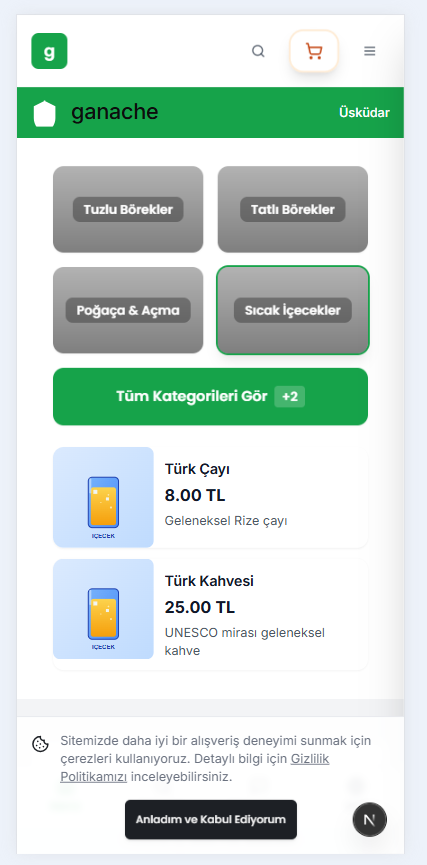 g
ganache
Üsküdar
Tuzlu Börekler
Tatlı Börekler
Poğaça & Açma
Sıcak İçecekler
Tüm Kategorileri Gör +2
Türk Çayı
8.00 TL
Geleneksel Rize çayı
İÇECEK
Türk Kahvesi
25.00 TL
UNESCO mirası geleneksel
kahve
İÇECEK
Sitemizde daha iyi bir alışveriş deneyimi sunmak için
çerezleri kullanıyoruz. Detaylı bilgi için Gizlilik
Politikamızı inceleyebilirsiniz.
Anladım ve Kabul Ediyorum
N